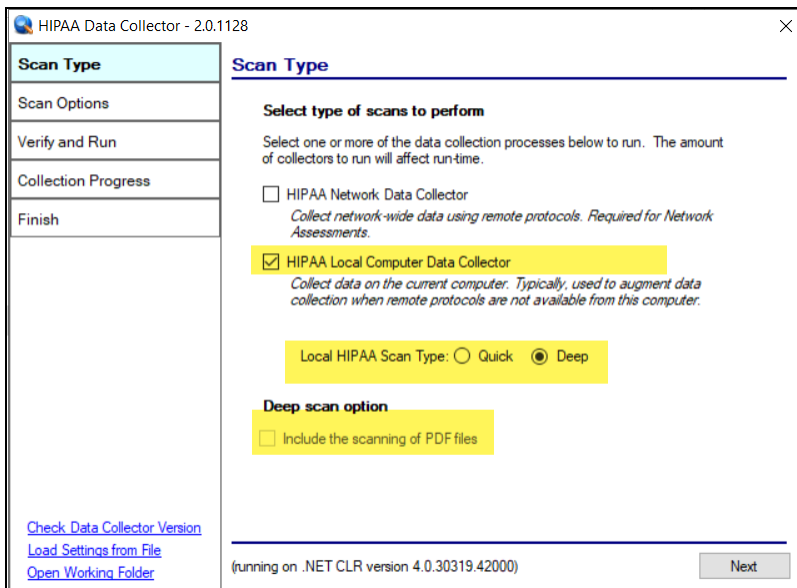 HIPAA Data Collector - 2.0.1128
Scan Type
Scan Options
Verify and Run
Collection Progress
Finish
Check Data Collector Version
Load Settings from File
Open Working Folder
Scan Type
Select type of scans to perform
Select one or more of the data collection processes below to run. The amount
of collectors to run will affect run-time.
HIPAA Network Data Collector
Collect network-wide data using remote protocols. Required for Network
Assessments.
HIPAA Local Computer Data Collector
Collect data on the current computer. Typically, used to augment data
collection when remote protocols are not available from this computer.
Local HIPAA Scan Type: Quick Deep
Deep scan option
Include the scanning of PDF files
(running on .NET CLR version 4.0.30319.42000)
Next